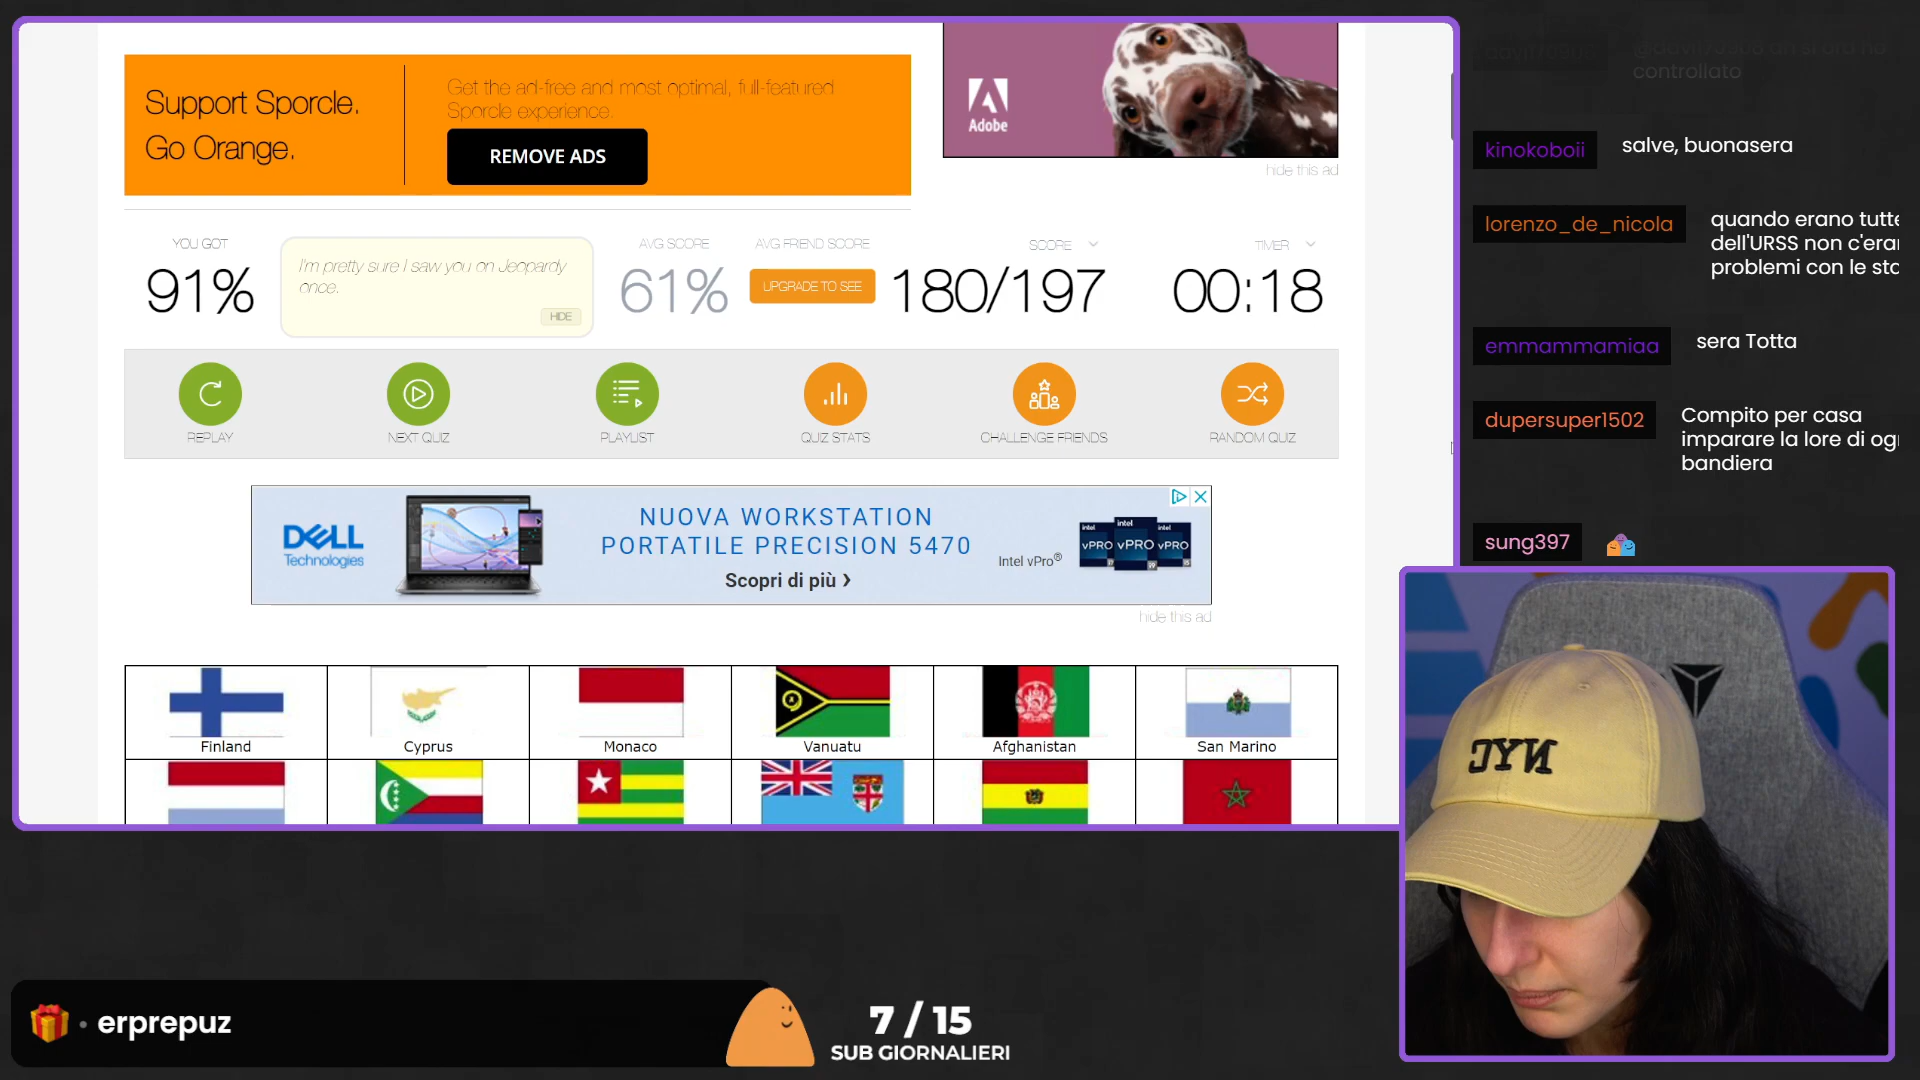 Support Sporcle.
Go Orange.
Get the ad-free and most optimal, full-featured
Sporcle experience.
REMOVE ADS
Adobe
hide this ad
YOU GOT
91%
I'm pretty sure I saw you on Jeopardy
once.
HIDE
AVG SCORE
61%
AVG FRIEND SCORE
UPGRADE TO SEE
SCORE
180/197
TIMER
00:18
REPLAY
NEXT QUIZ
PLAYLIST
QUIZ STATS
CHALLENGE FRIENDS
RANDOM QUIZ
DELL
Technologies
NUOVA WORKSTATION
PORTATILE PRECISION 5470
Scopri di più ›
Intel vPro®
intel intel intel
vPRO vPRO vPRO
hide this ad
Finland
Cyprus
Monaco
Vanuatu
Afghanistan
San Marino
controllato
kinokoboii salve, buonasera
lorenzo_de_nicola quando erano tutte
dell'URSS non c'era
problemi con le sto
emmammamiaa sera Totta
dupersuper1502 Compito per casa
imparare la lore di og
bandiera
sung397
NYC
• erprepuz
7 / 15
SUB GIORNALIERI